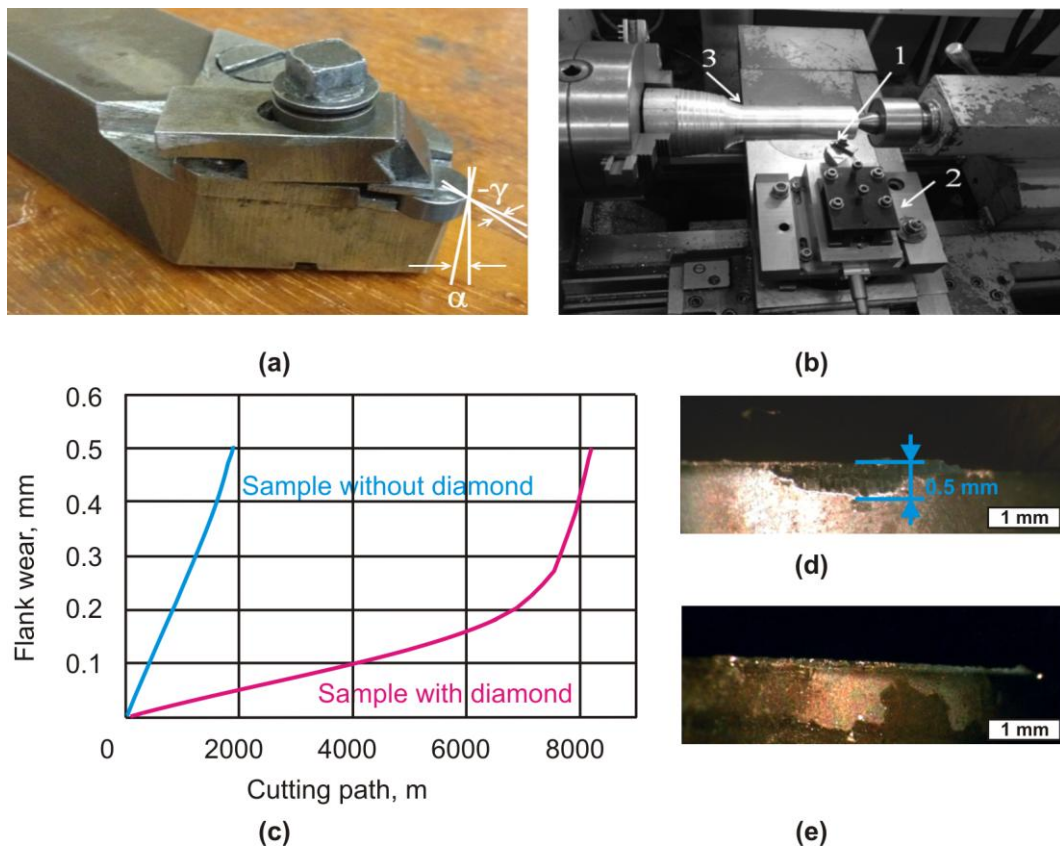 -γ
α
1
2
3
(a)
(b)
0.6
0.5
0.4
0.3
0.2
0.1
Flank wear, mm
Sample without diamond
Sample with diamond
0
2000
4000
6000
8000
Cutting path, m
(c)
0.5 mm
1 mm
(d)
1 mm
(e)